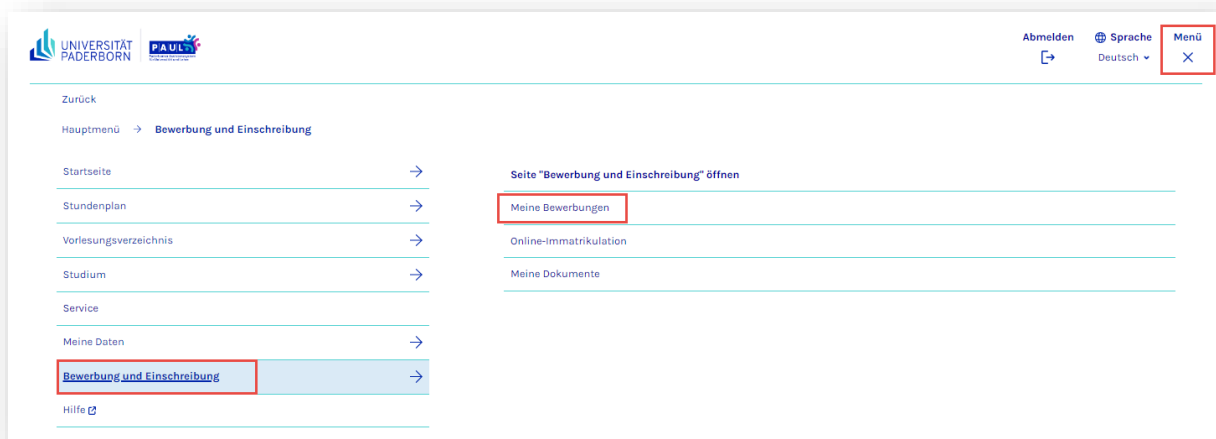 UNIVERSITÄT
PADERBORN
PAUL
Abmelden
Sprache
Deutsch
Menü
Zurück
Hauptmenü → Bewerbung und Einschreibung
Startseite →
Stundenplan →
Vorlesungsverzeichnis →
Studium →
Service
Meine Daten →
Bewerbung und Einschreibung →
Hilfe
Seite "Bewerbung und Einschreibung" öffnen
Meine Bewerbungen
Online-Immatrikulation
Meine Dokumente